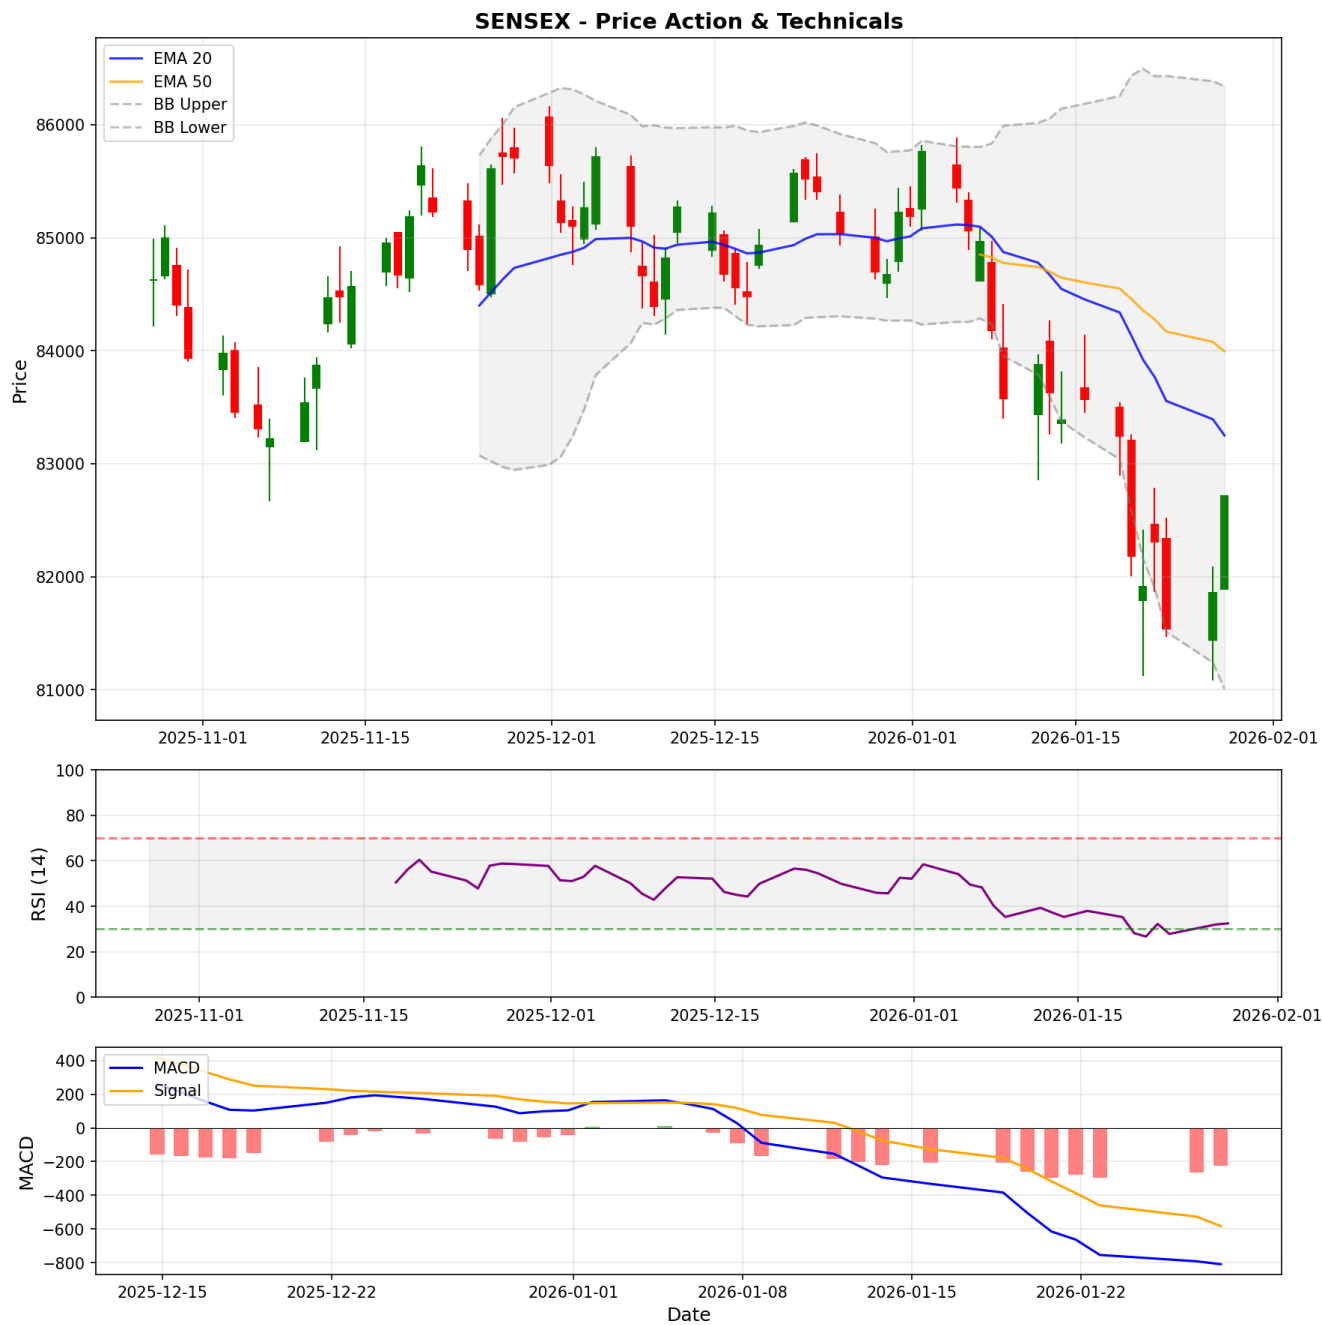 SENSEX - Price Action & Technicals
EMA 20
EMA 50
BB Upper
BB Lower
86000
85000
84000
83000
82000
81000
Price
2025-11-01 2025-11-15 2025-12-01 2025-12-15 2026-01-01 2026-01-15 2026-02-01
100
80
60
40
20
0
RSI (14)
2025-11-01 2025-11-15 2025-12-01 2025-12-15 2026-01-01 2026-01-15 2026-02-01
MACD
Signal
400
200
0
−200
−400
−600
−800
MACD
2025-12-15 2025-12-22 2026-01-01 2026-01-08 2026-01-15 2026-01-22
Date